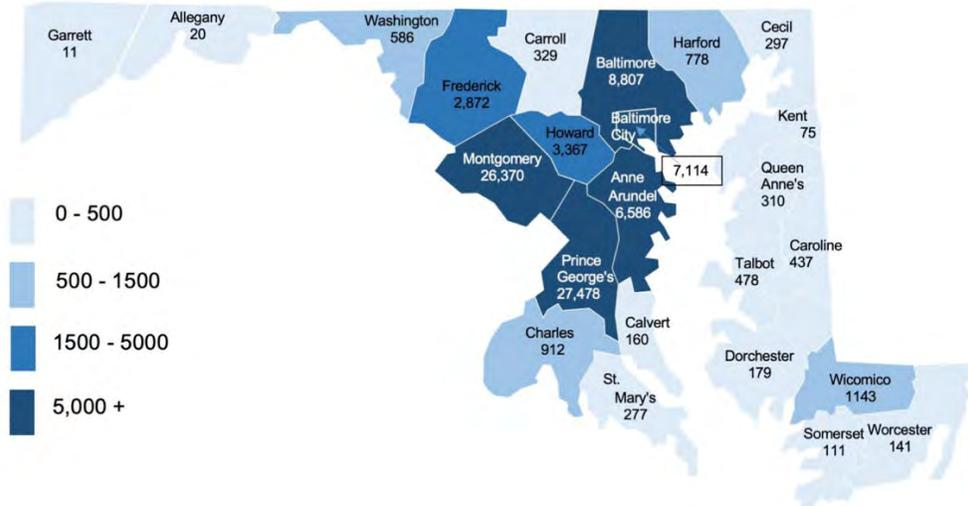 Garrett
11
Allegany
20
Washington
586
Frederick
2,872
Carroll
329
Baltimore
8,807
Harford
778
Cecil
297
Kent
75
Baltimore
City
7,114
Howard
3,367
Montgomery
26,370
Anne
Arundel
6,586
Queen
Anne's
310
Caroline
437
Talbot
478
Prince
George's
27,478
Charles
912
Calvert
160
St.
Mary's
277
Dorchester
179
Wicomico
1143
Somerset
111
Worcester
141
0 - 500
500 - 1500
1500 - 5000
5,000 +